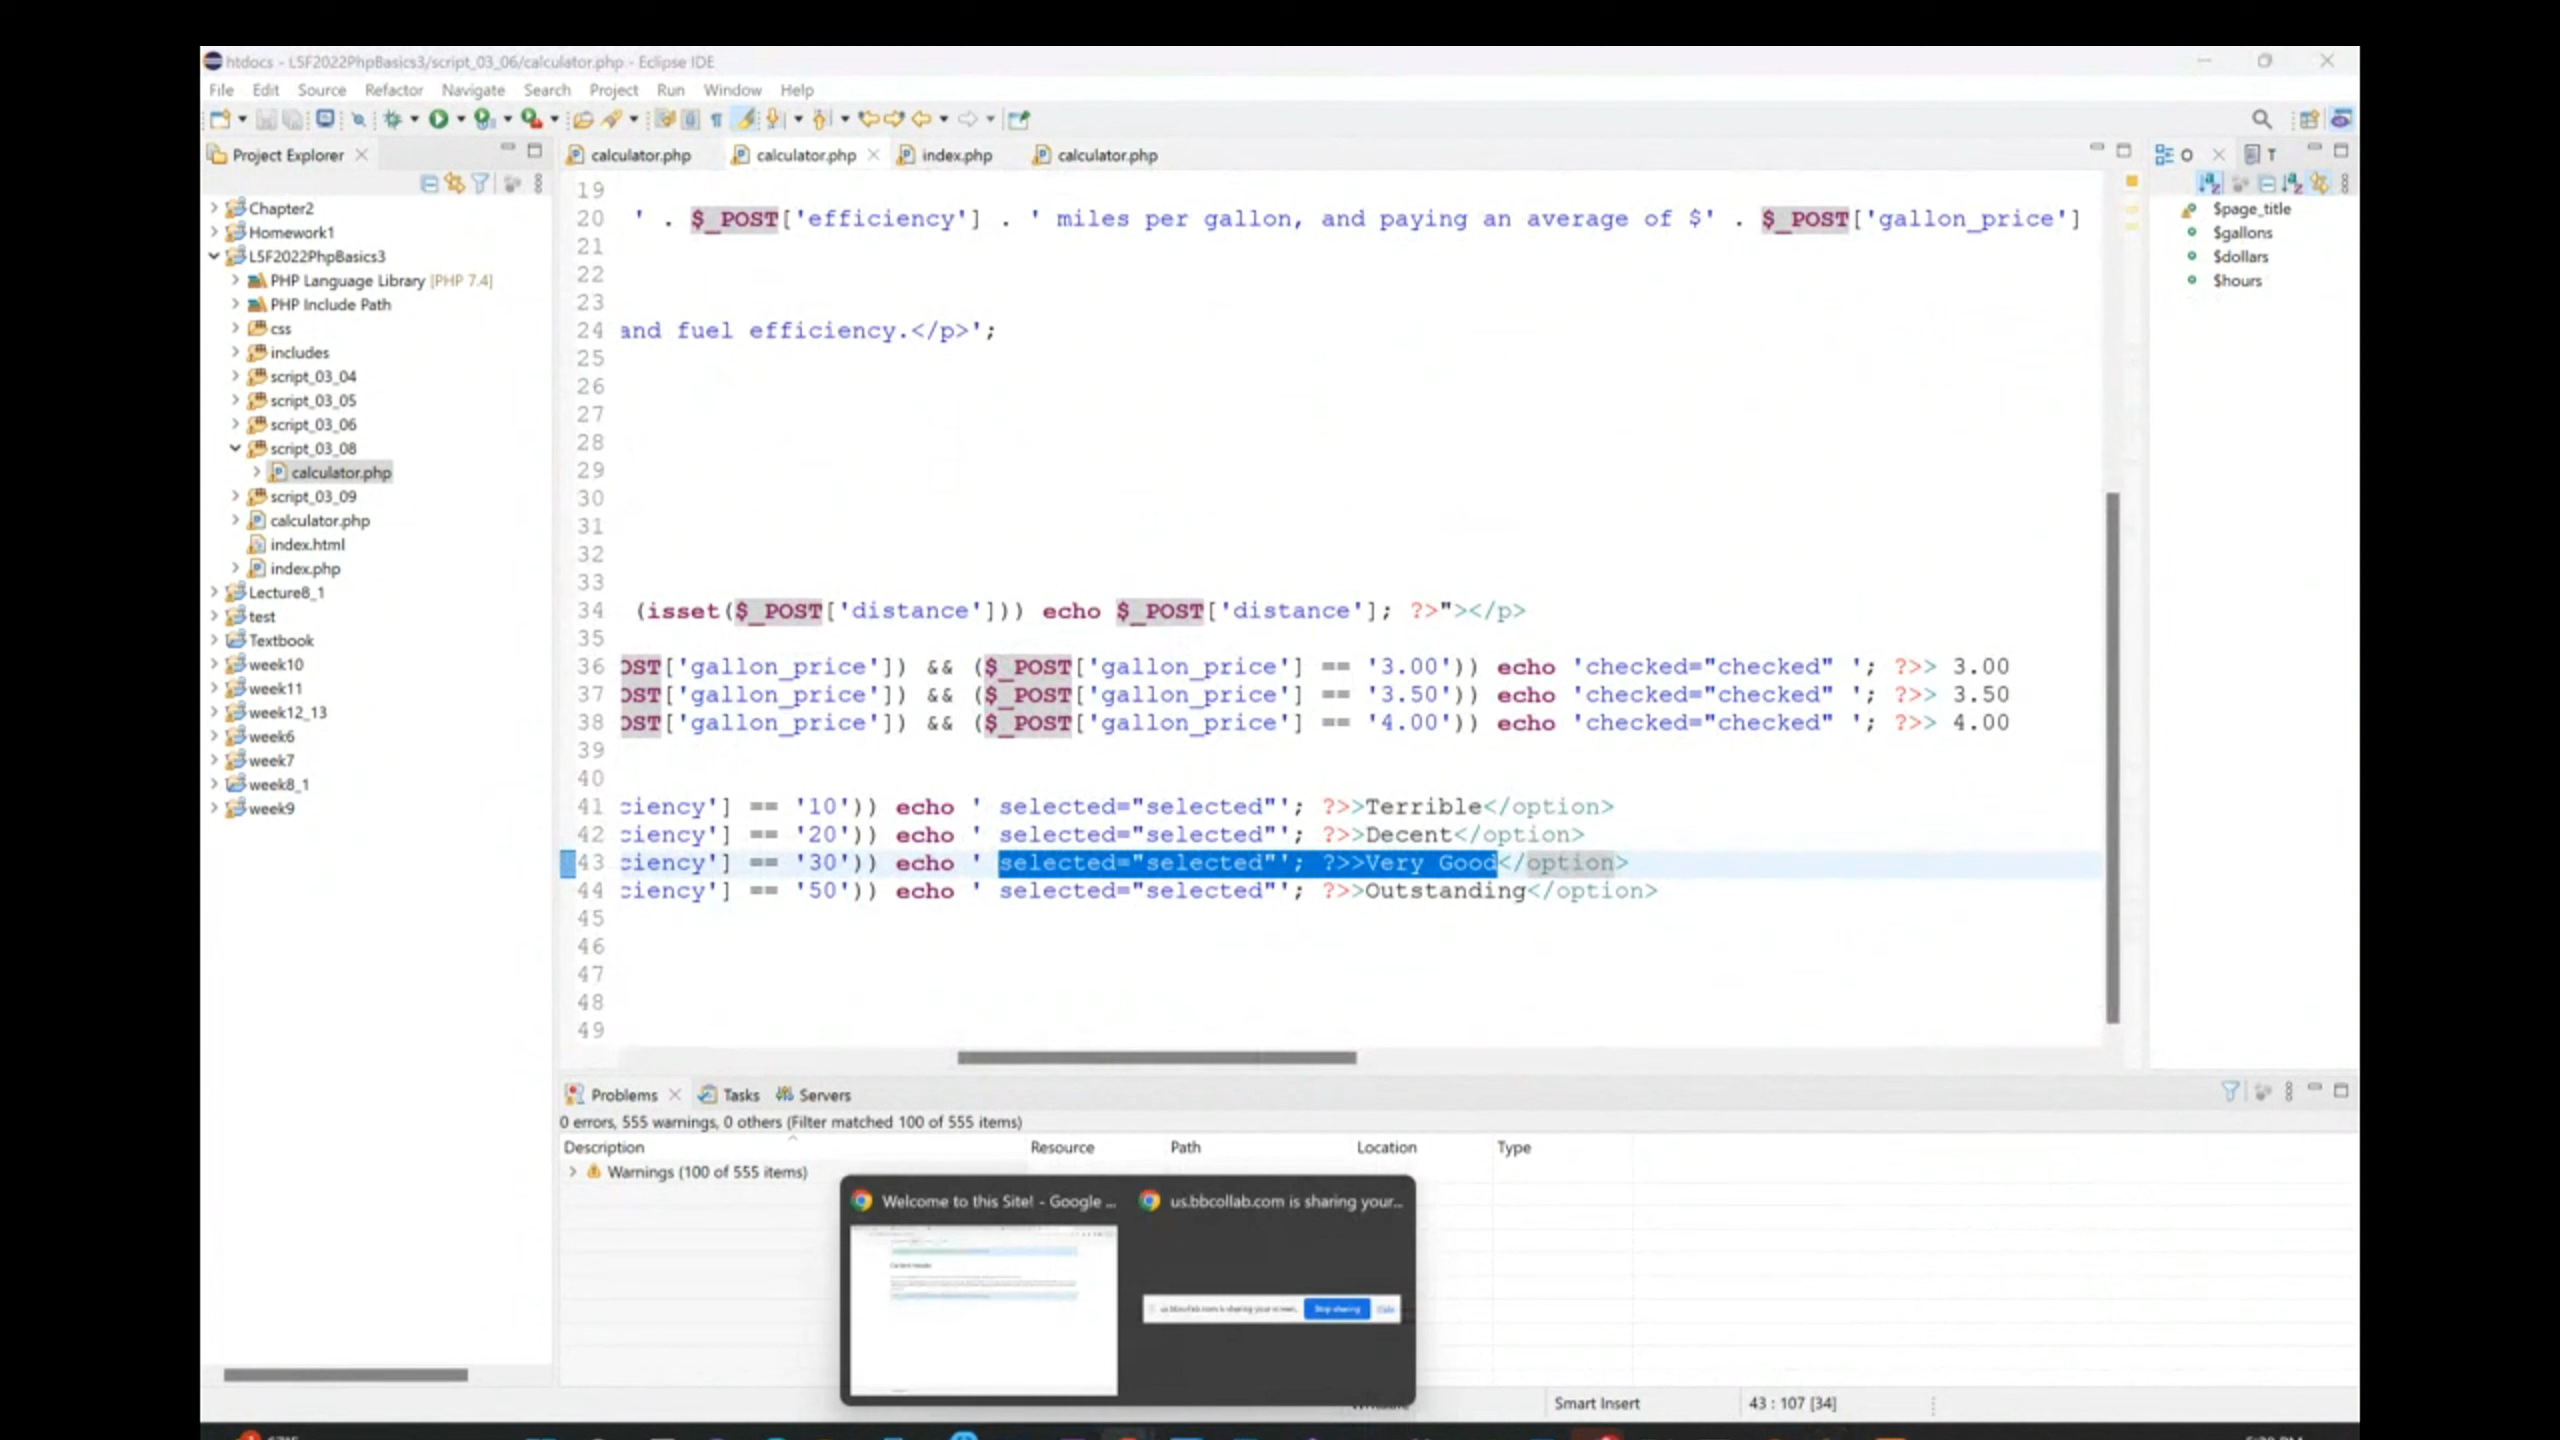 htdocs - L5F2022PhpBasics3/script_03_06/calculator.php - Eclipse IDE
File Edit Source Refactor Navigate Search Project Run Window Help
Project Explorer
Chapter2
Homework1
L5F2022PhpBasics3
PHP Language Library [PHP 7.4]
PHP Include Path
css
includes
script_03_04
script_03_05
script_03_06
script_03_08
calculator.php
script_03_09
calculator.php
index.html
index.php
Lecture8_1
test
Textbook
week10
week11
week12_13
week6
week7
week8_1
week9
calculator.php calculator.php index.php calculator.php
19
20 ' . $_POST['efficiency'] . ' miles per gallon, and paying an average of $' . $_POST['gallon_price']
21
22
23
24 and fuel efficiency.</p>';
25
26
27
28
29
30
31
32
33
34 (isset($_POST['distance'])) echo $_POST['distance']; ?>"></p>
35
36 OST['gallon_price']) && ($_POST['gallon_price'] == '3.00')) echo 'checked="checked" '; ?>> 3.00
37 OST['gallon_price']) && ($_POST['gallon_price'] == '3.50')) echo 'checked="checked" '; ?>> 3.50
38 OST['gallon_price']) && ($_POST['gallon_price'] == '4.00')) echo 'checked="checked" '; ?>> 4.00
39
40
41 ciency'] == '10')) echo ' selected="selected"'; ?>>Terrible</option>
42 ciency'] == '20')) echo ' selected="selected"'; ?>>Decent</option>
43 ciency'] == '30')) echo ' selected="selected"'; ?>>Very Good</option>
44 ciency'] == '50')) echo ' selected="selected"'; ?>>Outstanding</option>
45
46
47
48
49
O T
$page_title
$gallons
$dollars
$hours
Problems Tasks Servers
0 errors, 555 warnings, 0 others (Filter matched 100 of 555 items)
Description Resource Path Location Type
Warnings (100 of 555 items)
Welcome to this Site! - Google ...
us.bbcollab.com is sharing your...
us.bbcollab.com is sharing your screen. Stop sharing Hide
Smart Insert 43 : 107 [34]